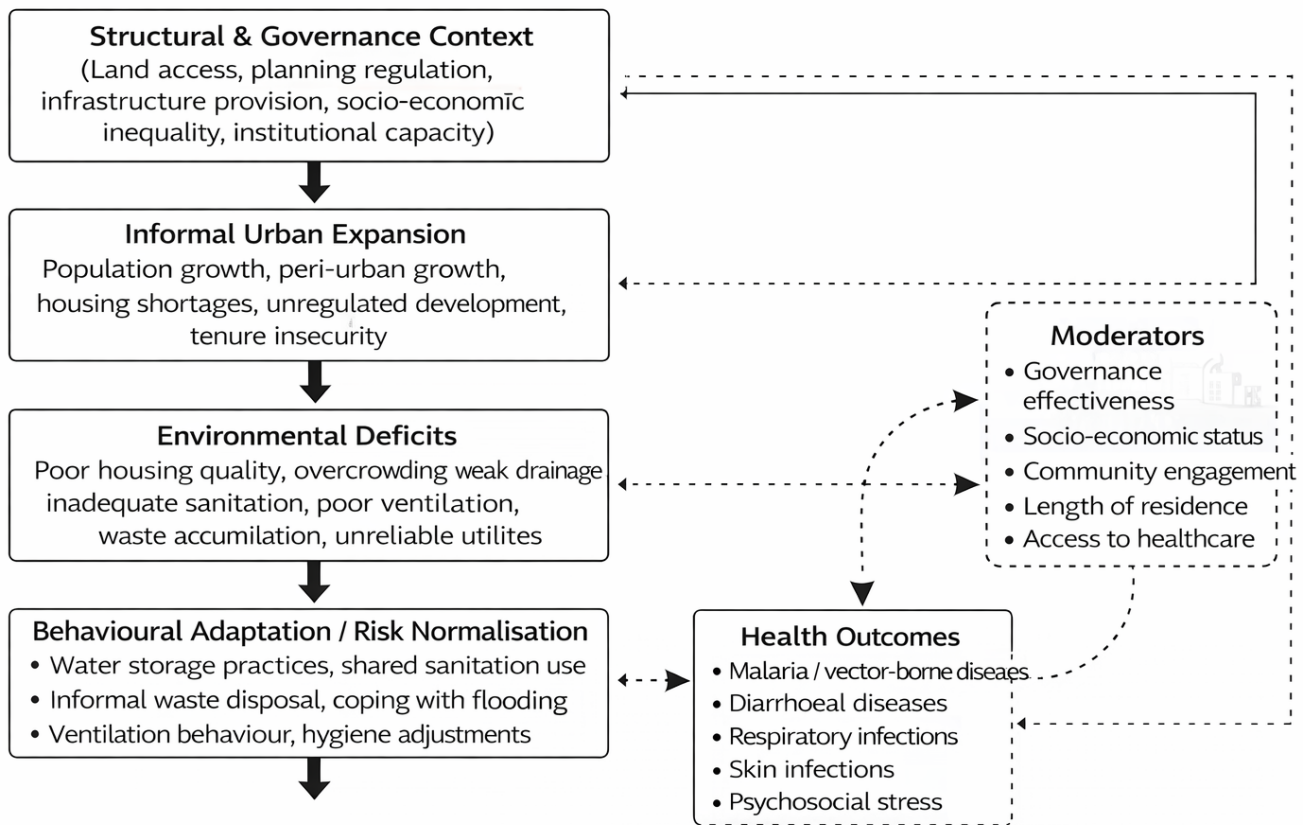 Structural & Governance Context
(Land access, planning regulation,
infrastructure provision, socio-economic
inequality, institutional capacity)
Informal Urban Expansion
Population growth, peri-urban growth,
housing shortages, unregulated development,
tenure insecurity
Environmental Deficits
Poor housing quality, overcrowding weak drainage
inadequate sanitation, poor ventilation,
waste accumilation, unreliable utilites
Behavioural Adaptation / Risk Normalisation
• Water storage practices, shared sanitation use
• Informal waste disposal, coping with flooding
• Ventilation behaviour, hygiene adjustments
Moderators
• Governance
effectiveness
• Socio-economic status
• Community engagement
• Length of residence
• Access to healthcare
Health Outcomes
• Malaria / vector-borne diseaes
• Diarrhoeal diseases
• Respiratory infections
• Skin infections
• Psychosocial stress